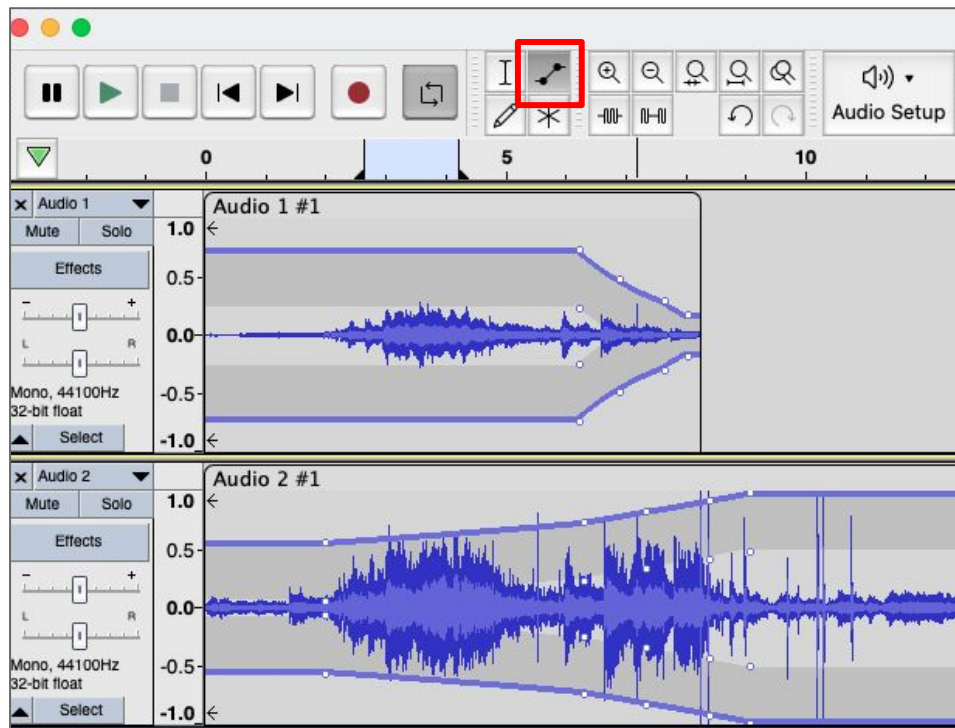 Audio Setup
0 5 10
Audio 1
Mute Solo
Effects
- +
L R
Mono, 44100Hz
32-bit float
Select
1.0
0.5
0.0
-0.5
-1.0
Audio 1 #1
Audio 2
Mute Solo
Effects
- +
L R
Mono, 44100Hz
32-bit float
Select
1.0
0.5
0.0
-0.5
-1.0
Audio 2 #1